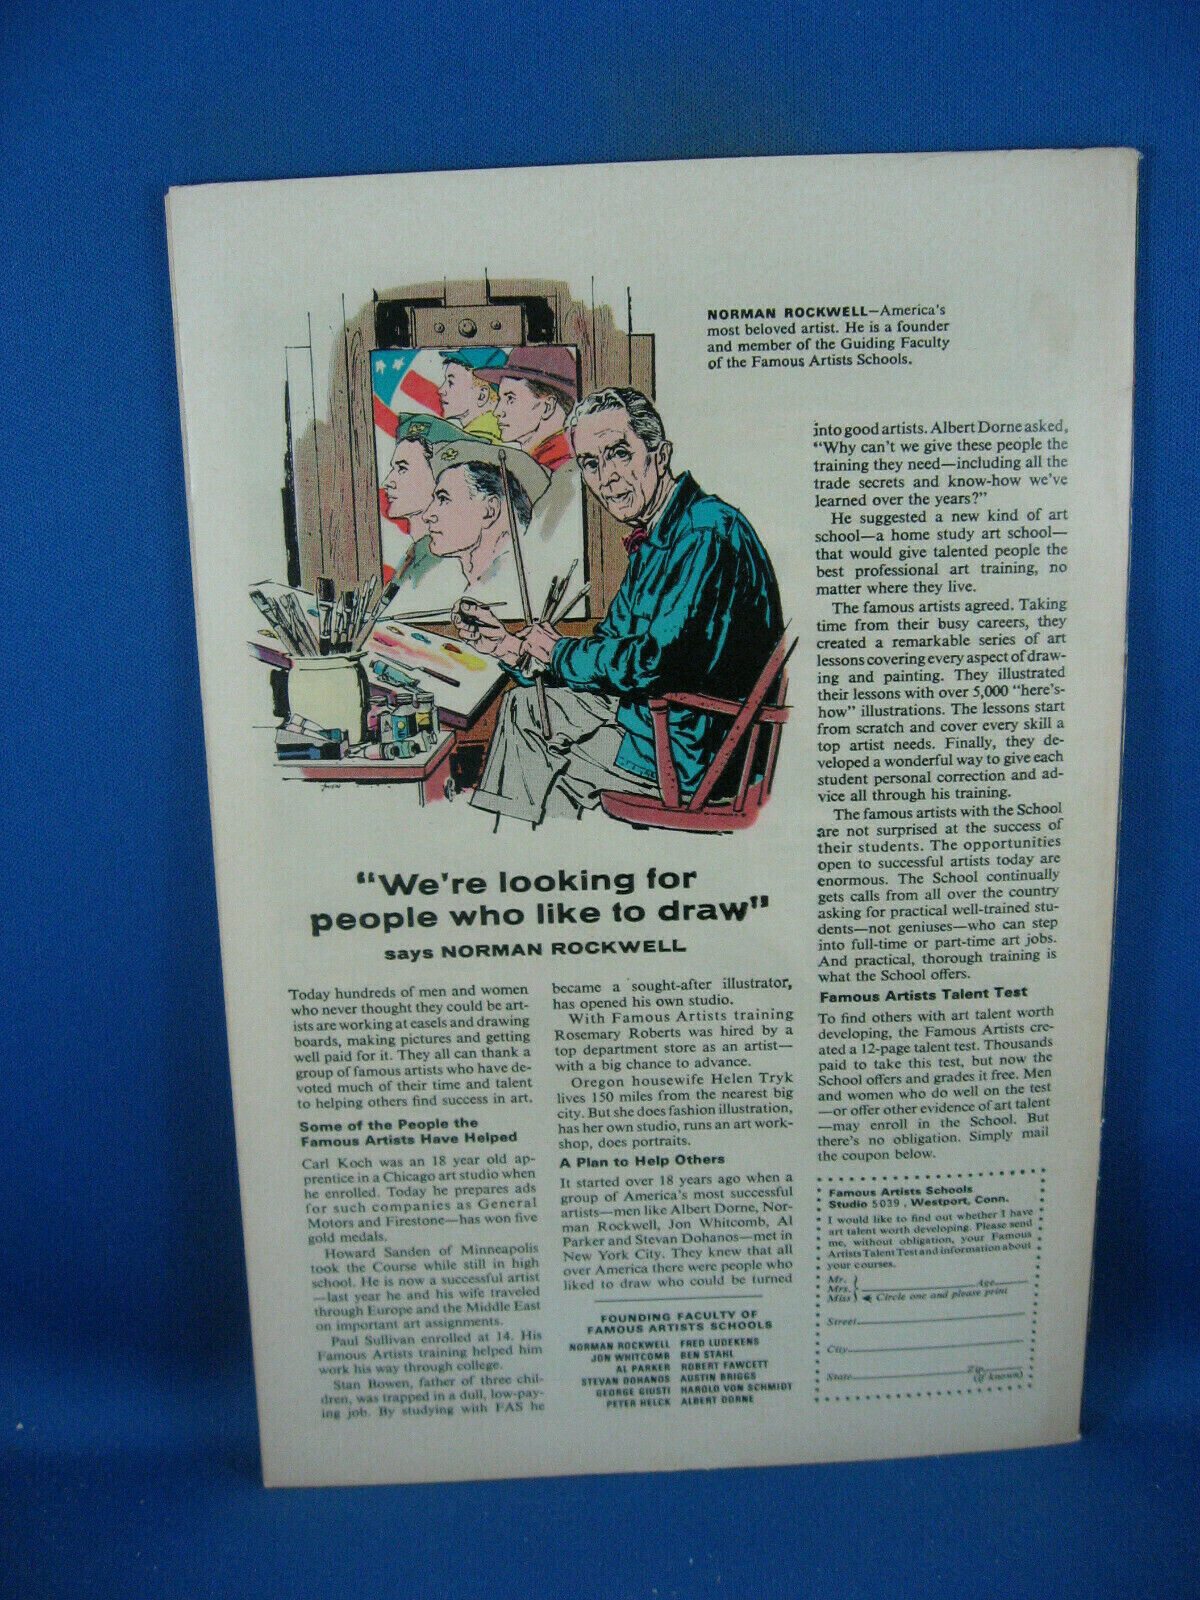 NORMAN ROCKWELL—America's
most beloved artist. He is a founder
and member of the Guiding Faculty
of the Famous Artists Schools.
"We're looking for
people who like to draw"
says NORMAN ROCKWELL
Today hundreds of men and women
who never thought they could be art-
ists are working at easels and drawing
boards, making pictures and getting
well paid for it. They all can thank a
group of famous artists who have de-
voted much of their time and talent
to helping others find success in art.
Some of the People the
Famous Artists Have Helped
Carl Koch was an 18 year old ap-
prentice in a Chicago art studio when
he enrolled. Today he prepares ads
for such companies as General
Motors and Firestone—has won five
gold medals.
Howard Sanden of Minneapolis
took the Course while still in high
school. He is now a successful artist
—last year he and his wife traveled
through Europe and the Middle East
on important art assignments.
Paul Sullivan enrolled at 14. His
Famous Artists training helped him
work his way through college.
Stan Bowen, father of three chil-
dren, was trapped in a dull, low-pay-
ing job. By studying with FAS he
became a sought-after illustrator,
has opened his own studio.
With Famous Artists training
Rosemary Roberts was hired by a
top department store as an artist—
with a big chance to advance.
Oregon housewife Helen Tryk
lives 150 miles from the nearest big
city. But she does fashion illustration,
has her own studio, runs an art work-
shop, does portraits.
A Plan to Help Others
It started over 18 years ago when a
group of America's most successful
artists—men like Albert Dorne, Nor-
man Rockwell, Jon Whitcomb, Al
Parker and Stevan Dohanos—met in
New York City. They knew that all
over America there were people who
liked to draw who could be turned
FOUNDING FACULTY OF
FAMOUS ARTISTS SCHOOLS
NORMAN ROCKWELL FRED LUDEKENS
JON WHITCOMB BEN STAHL
AL PARKER ROBERT FAWCETT
STEVAN DOHANOS AUSTIN BRIGGS
GEORGE GIUSTI HAROLD VON SCHMIDT
PETER HELCK ALBERT DORNE
into good artists. Albert Dorne asked,
"Why can't we give these people the
training they need—including all the
trade secrets and know-how we've
learned over the years?"
He suggested a new kind of art
school—a home study art school—
that would give talented people the
best professional art training, no
matter where they live.
The famous artists agreed. Taking
time from their busy careers, they
created a remarkable series of art
lessons covering every aspect of draw-
ing and painting. They illustrated
their lessons with over 5,000 "here's-
how" illustrations. The lessons start
from scratch and cover every skill a
top artist needs. Finally, they de-
veloped a wonderful way to give each
student personal correction and ad-
vice all through his training.
The famous artists with the School
are not surprised at the success of
their students. The opportunities
open to successful artists today are
enormous. The School continually
gets calls from all over the country
asking for practical well-trained stu-
dents—not geniuses—who can step
into full-time or part-time art jobs.
And practical, thorough training is
what the School offers.
Famous Artists Talent Test
To find others with art talent worth
developing, the Famous Artists cre-
ated a 12-page talent test. Thousands
paid to take this test, but now the
School offers and grades it free. Men
and women who do well on the test
—or offer other evidence of art talent
—may enroll in the School. But
there's no obligation. Simply mail
the coupon below.
Famous Artists Schools
Studio 5039, Westport, Conn.
I would like to find out whether I have
art talent worth developing. Please send
me, without obligation, your Famous
Artists Talent Test and information about
your courses.
Mr.
Mrs. Age
Miss Circle one and please print
Street
City
State Zip (if known)